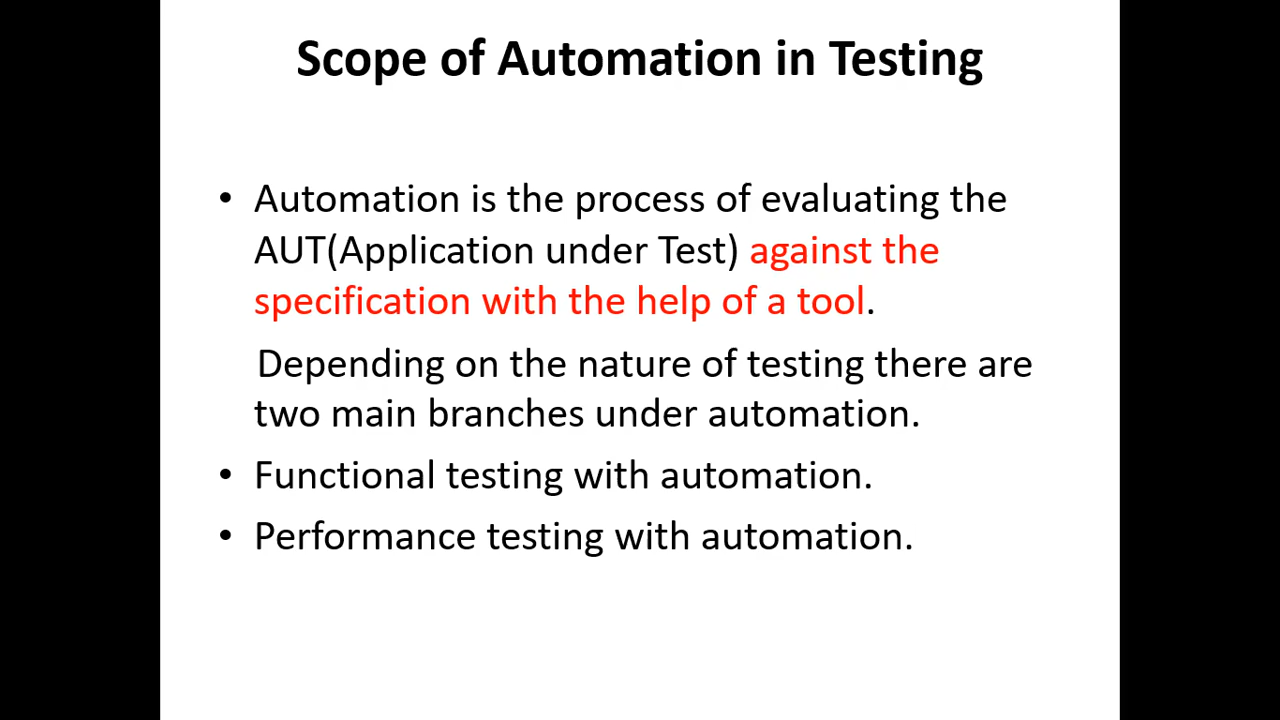 Scope of Automation in Testing
• Automation is the process of evaluating the
AUT(Application under Test) against the
specification with the help of a tool.
Depending on the nature of testing there are
two main branches under automation.
• Functional testing with automation.
• Performance testing with automation.